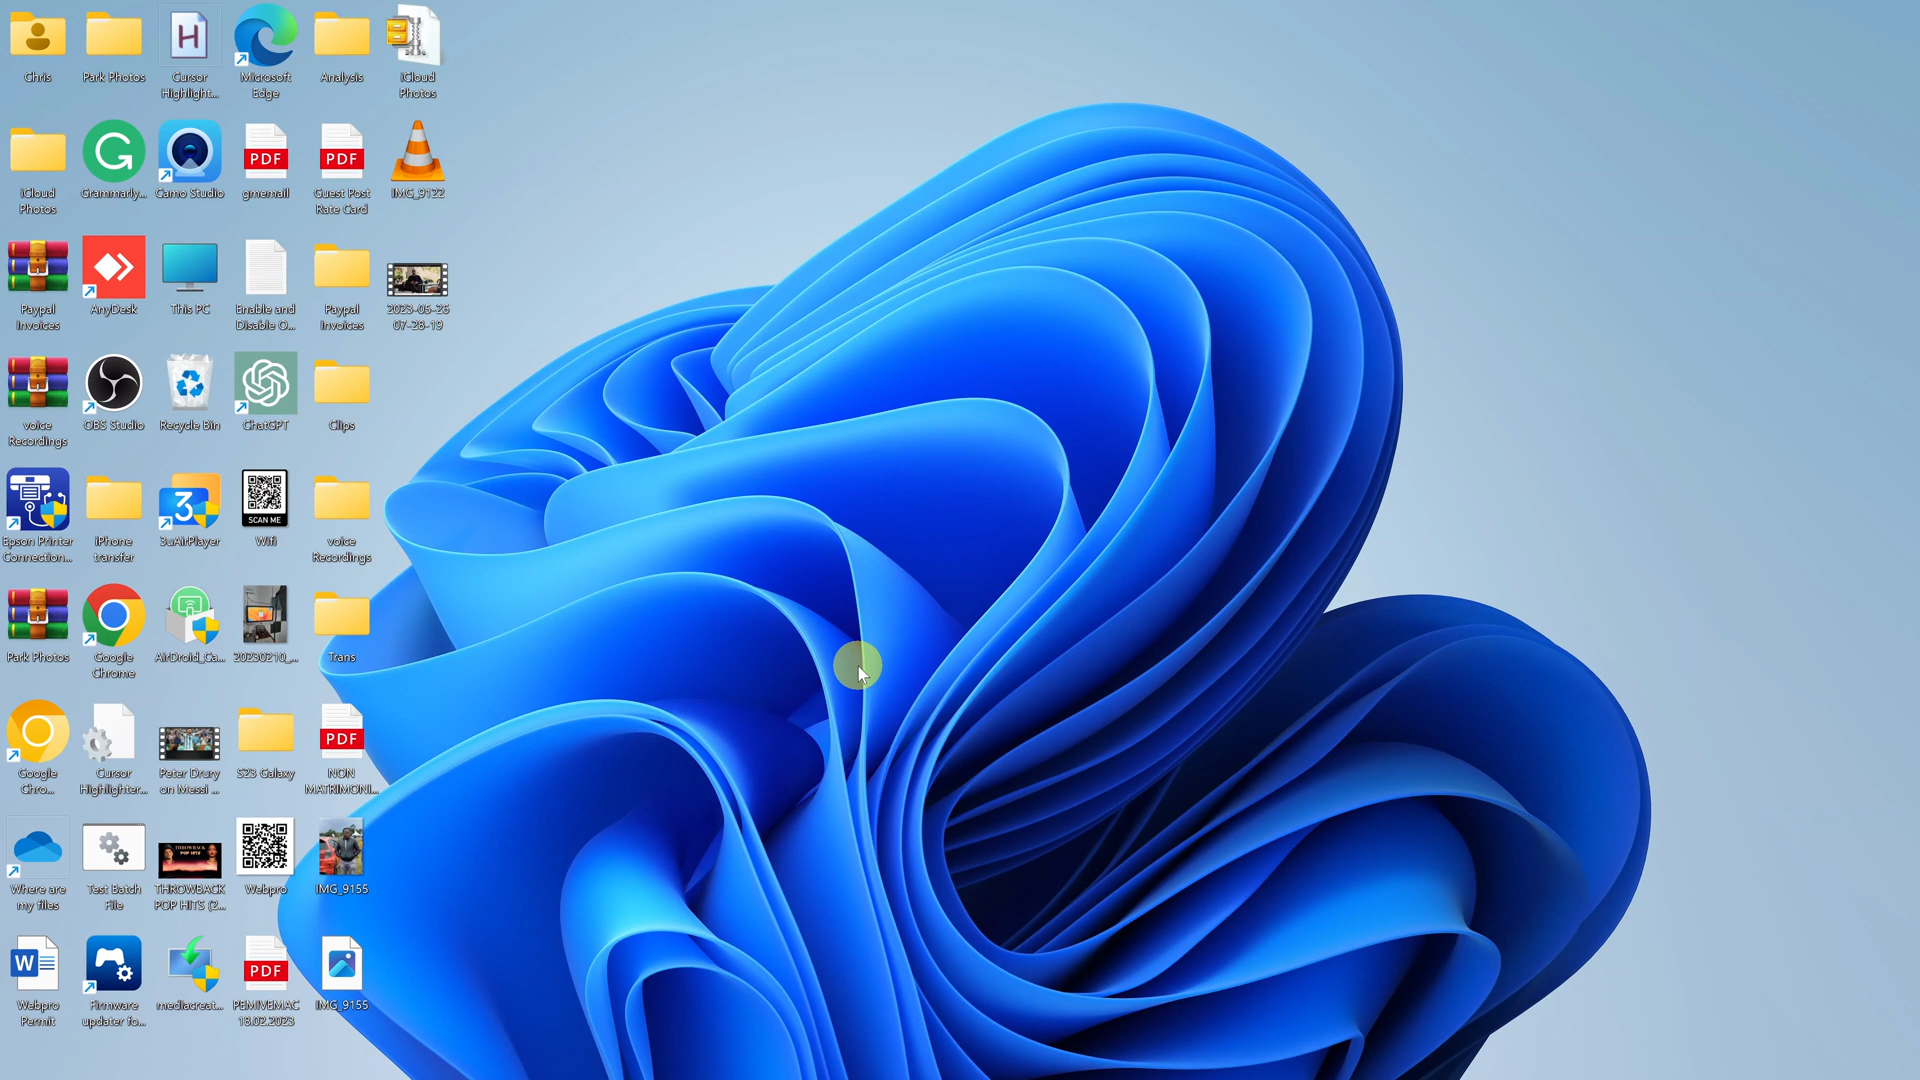 Chris
Park Photos
Cursor
Highlight...
Microsoft
Edge
Analysis
iCloud
Photos
iCloud
Photos
Grammarly...
Camo Studio
PDF
gmemail
PDF
Guest Post
Rate Card
IMG_9122
Paypal
Invoices
AnyDesk
This PC
Enable and
Disable O...
Paypal
Invoices
2023-05-26
07-28-19
voice
Recordings
OBS Studio
Recycle Bin
ChatGPT
Clips
Epson Printer
Connection...
iPhone
transfer
3
3uAirPlayer
SCAN ME
Wifi
voice
Recordings
Park Photos
Google
Chrome
AirDroid_Ca...
20230210_...
Trans
Google
Chro...
Cursor
Highlighter...
Peter Drury
on Messi ...
S23 Galaxy
PDF
NON
MATRIMONI...
Where are
my files
Test Batch
File
THROWBACK
POP HITS
THROWBACK
POP HITS (2...
Webpro
IMG_9155
W
Webpro
Permit
Firmware
updater fo...
mediacreat...
PDF
PEMIVEMAC
18.02.2023
IMG_9155